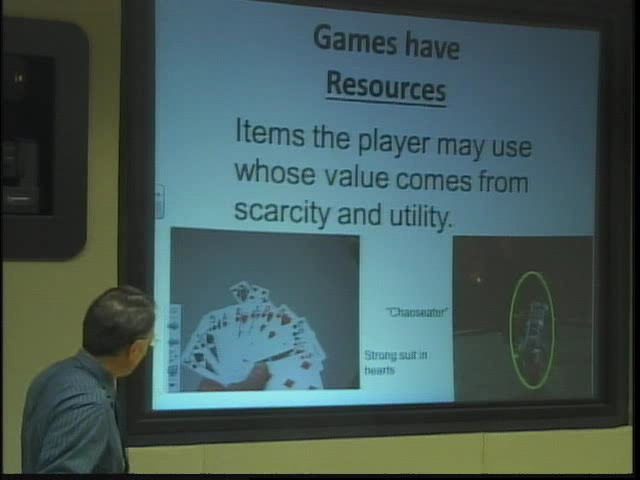 Games have
Resources
Items the player may use
whose value comes from
scarcity and utility.
"Chaoseater"
Strong suit in
hearts